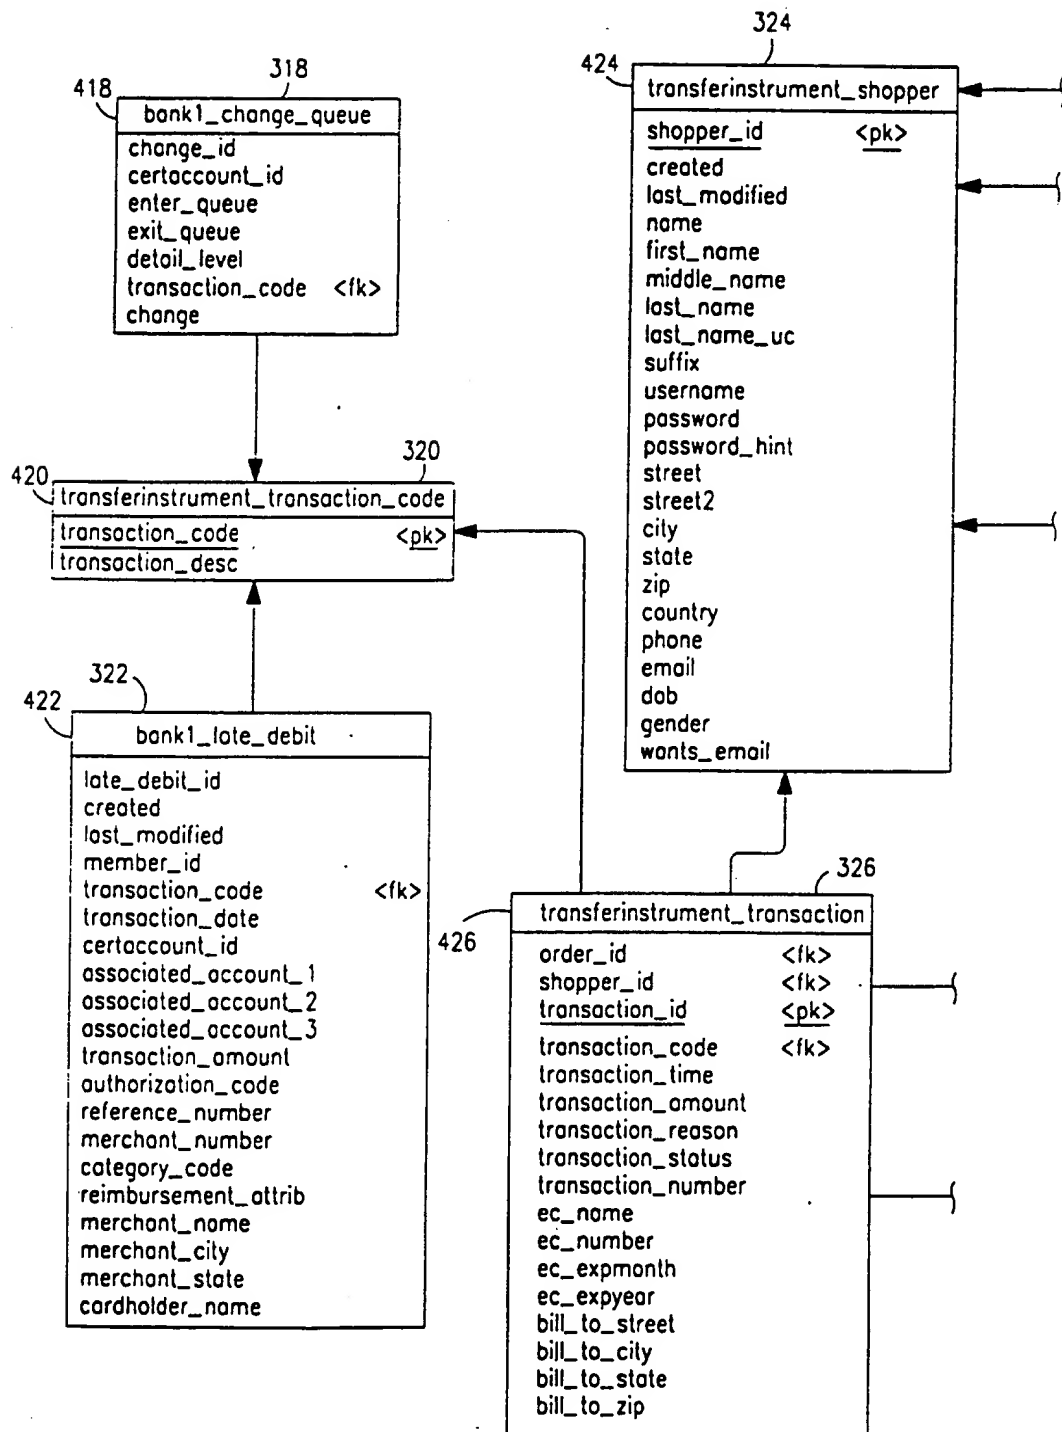 318
418
bank1_change_queue
change_id
certaccount_id
enter_queue
exit_queue
detail_level
transaction_code <fk>
change
324
424
transferinstrument_shopper
shopper_id <pk>
created
last_modified
name
first_name
middle_name
last_name
last_name_uc
suffix
username
password
password_hint
street
street2
city
state
zip
country
phone
email
dob
gender
wants_email
320
420
transferinstrument_transaction_code
transaction_code <pk>
transaction_desc
322
422
bank1_late_debit
late_debit_id
created
last_modified
member_id
transaction_code <fk>
transaction_date
certaccount_id
associated_account_1
associated_account_2
associated_account_3
transaction_amount
authorization_code
reference_number
merchant_number
category_code
reimbursement_attrib
merchant_name
merchant_city
merchant_state
cardholder_name
326
426
transferinstrument_transaction
order_id <fk>
shopper_id <fk>
transaction_id <pk>
transaction_code <fk>
transaction_time
transaction_amount
transaction_reason
transaction_status
transaction_number
ec_name
ec_number
ec_expmonth
ec_expyear
bill_to_street
bill_to_city
bill_to_state
bill_to_zip